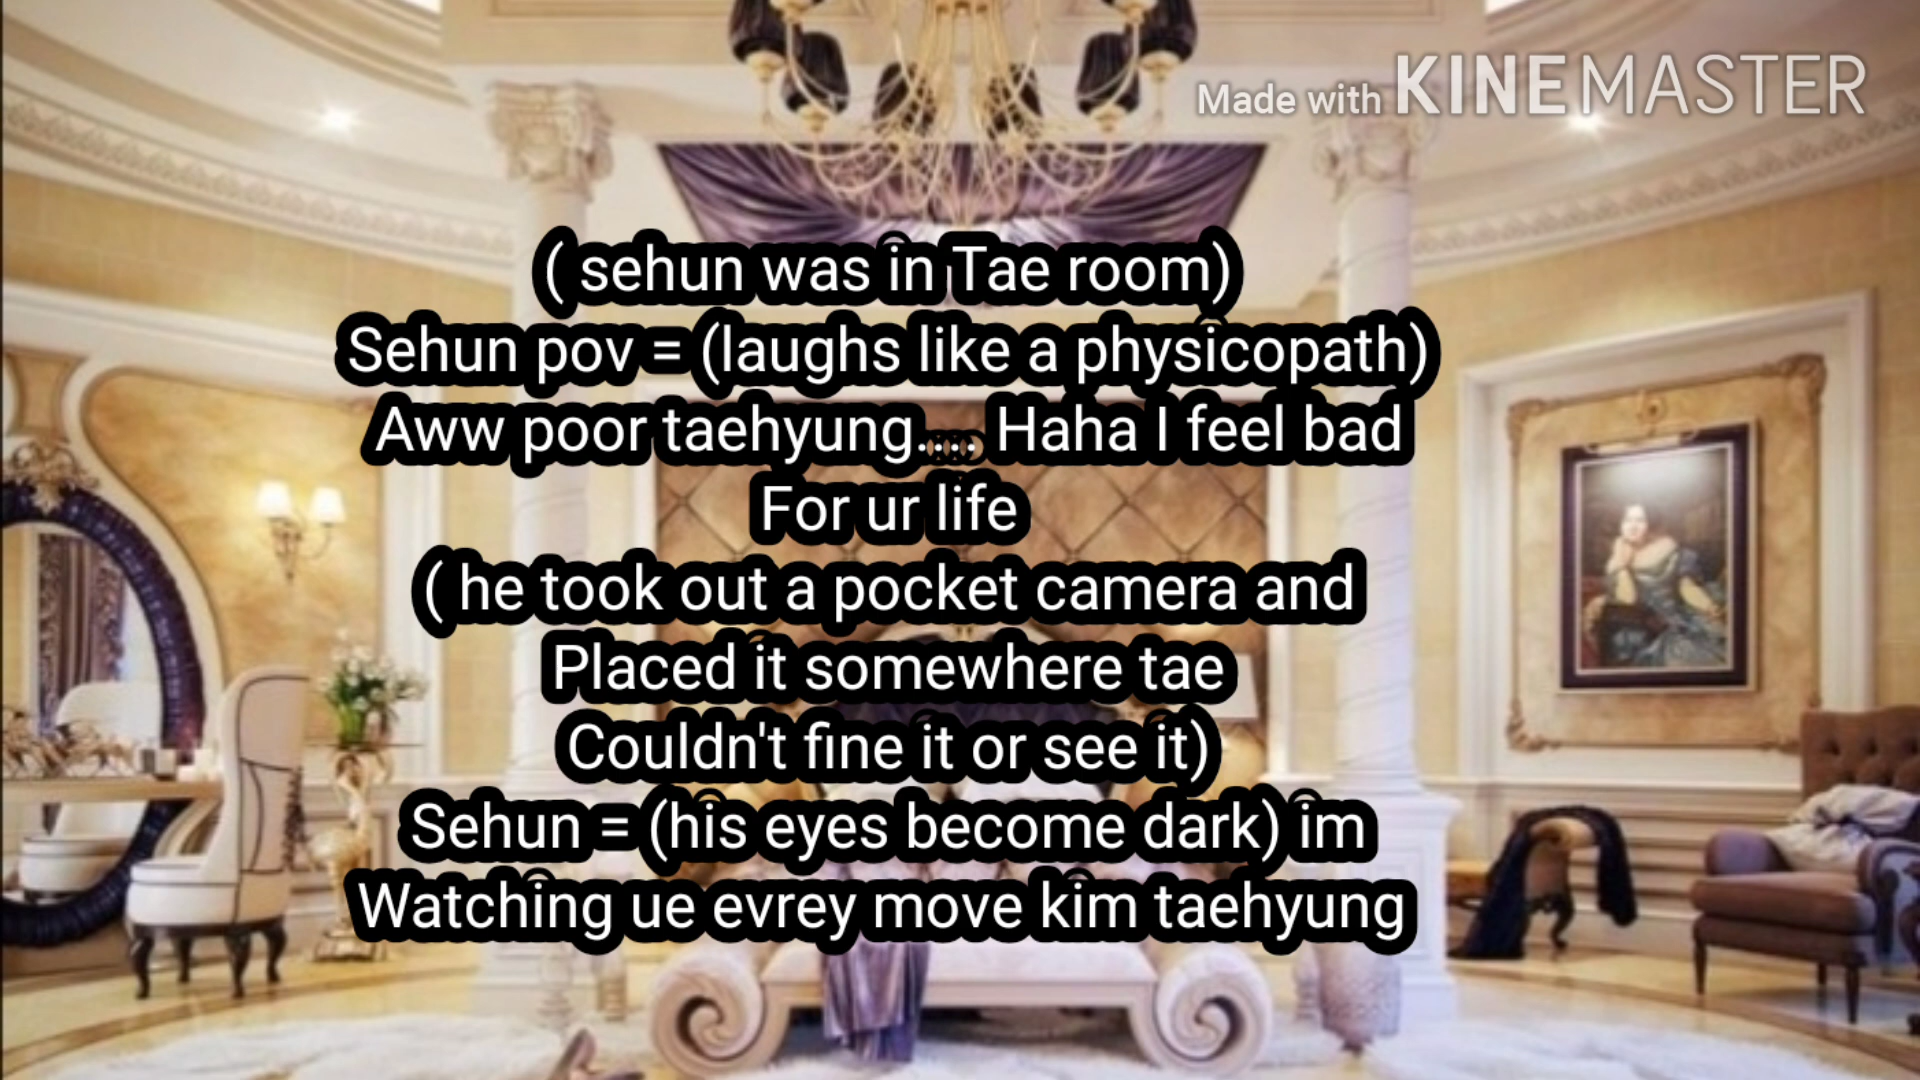 Made with KINEMASTER
( sehun was in Tae room)
Sehun pov = (laughs like a physicopath)
Aww poor taehyung.... Haha I feel bad
For ur life
( he took out a pocket camera and
Placed it somewhere tae
Couldn't fine it or see it)
Sehun = (his eyes become dark) im
Watching ue evrey move kim taehyung